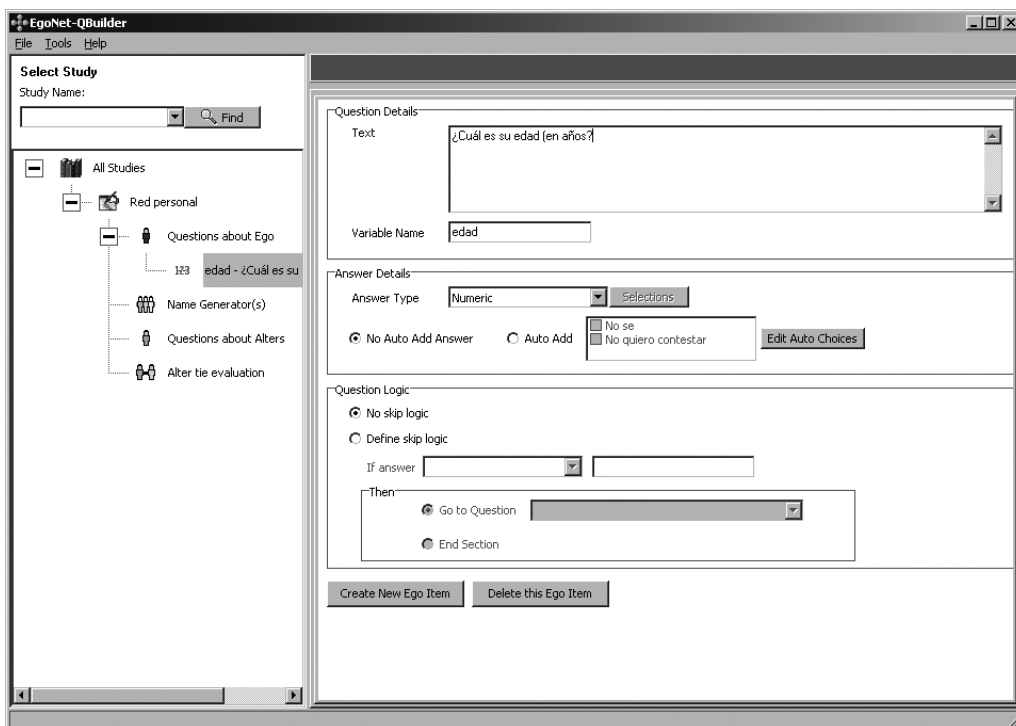 EgoNet-QBuilder
File Tools Help
Select Study
Study Name:
Find
All Studies
Red personal
Questions about Ego
123 edad - ¿Cuál es su
Name Generator(s)
Questions about Alters
Alter tie evaluation
Question Details
Text ¿Cuál es su edad (en años?
Variable Name edad
Answer Details
Answer Type Numeric Selections
No Auto Add Answer Auto Add No se
No quiero contestar Edit Auto Choices
Question Logic
No skip logic
Define skip logic
If answer
Then
Go to Question
End Section
Create New Ego Item Delete this Ego Item